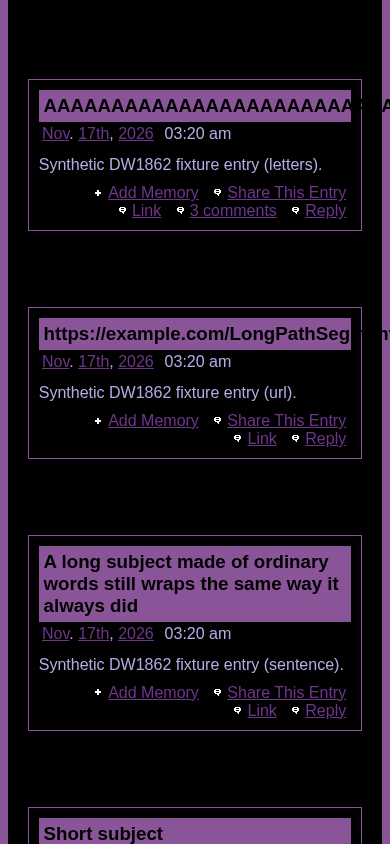 AAAAAAAAAAAAAAAAAAAAAAAAAA
Nov. 17th, 2026 03:20 am
Synthetic DW1862 fixture entry (letters).
Add Memory Share This Entry
Link 3 comments Reply
https://example.com/LongPathSegment
Nov. 17th, 2026 03:20 am
Synthetic DW1862 fixture entry (url).
Add Memory Share This Entry
Link Reply
A long subject made of ordinary
words still wraps the same way it
always did
Nov. 17th, 2026 03:20 am
Synthetic DW1862 fixture entry (sentence).
Add Memory Share This Entry
Link Reply
Short subject